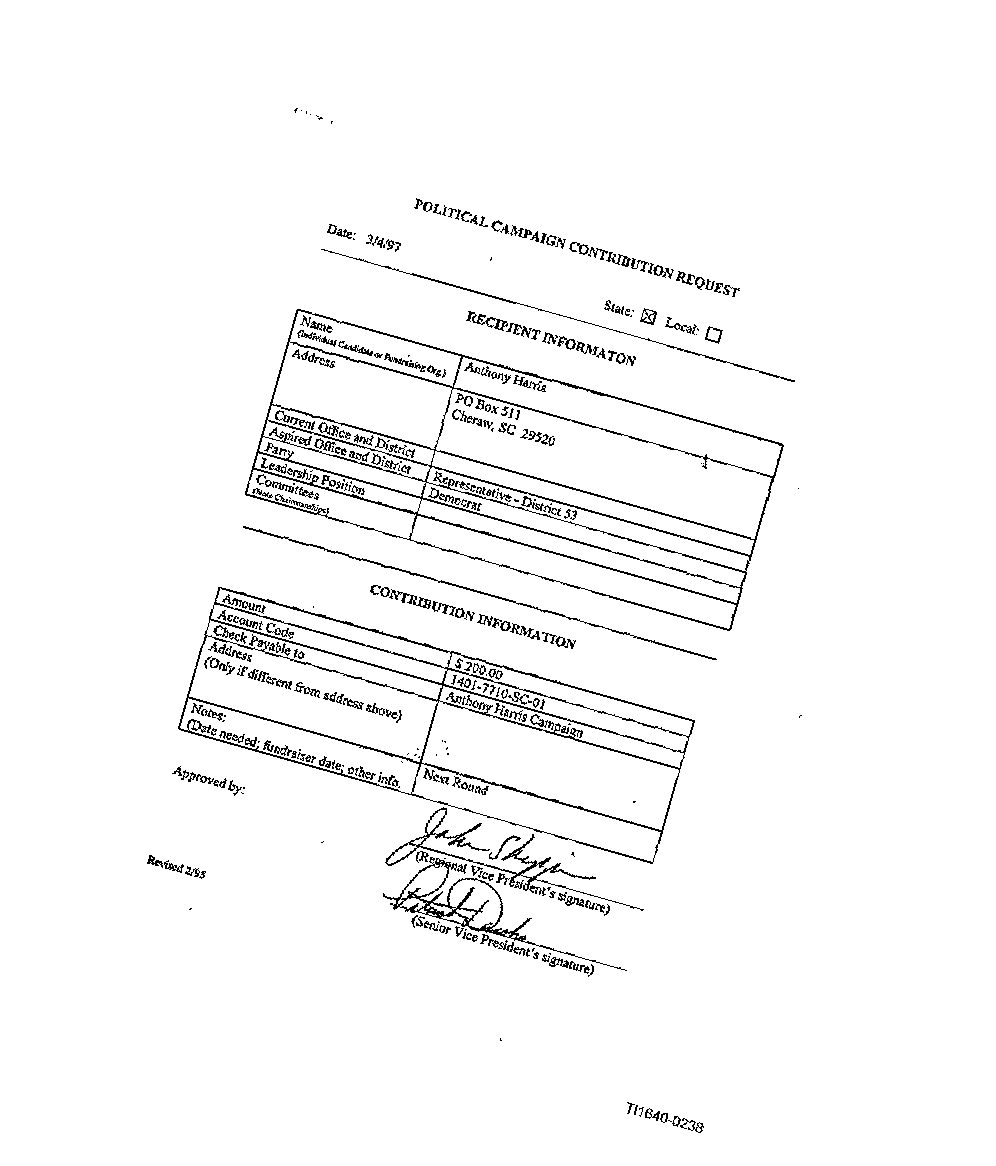 POLITICAL CAMPAIGN CONTRIBUTION REQUEST
Date: 3/4/97
State: ☒ Local: ☐
RECIPIENT INFORMATON
Name
(Individual Candidate or Fundraising Org.)
Anthony Harris
Address
PO Box 511
Cheraw, SC 29520
Current Office and District
Aspired Office and District
Representative - District 53
Party
Democrat
Leadership Position
Committees
(Note Chairmanships)
CONTRIBUTION INFORMATION
Amount
$ 200.00
Account Code
1401-7710-SC-01
Check Payable to
Anthony Harris Campaign
Address
(Only if different from address above)
Notes:
(Date needed; fundraiser date; other info.
Next Round
Approved by:
John
(Regional Vice President's signature)
(Senior Vice President's signature)
Revised 2/95
TI1640-0238